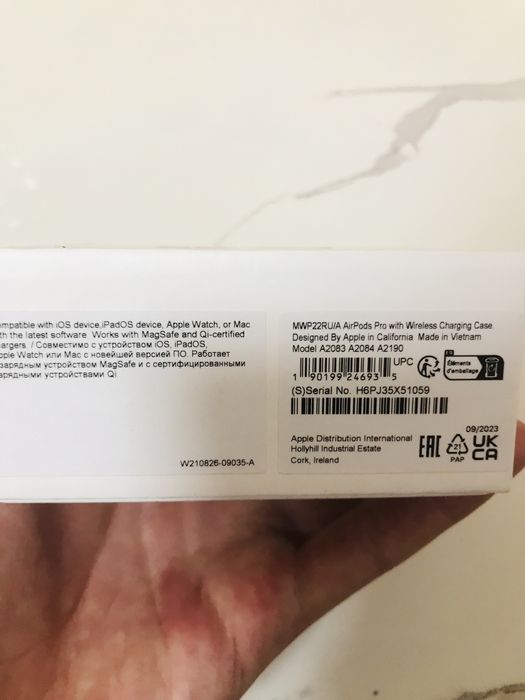 mpatible with iOS device,iPadOS device, Apple Watch, or Mac
th the latest software. Works with MagSafe and Qi-certified
argers. / Совместимо с устройством iOS, iPadOS,
pple Watch или Mac с новейшей версией ПО. Работает
зарядным устройством MagSafe и с сертифицированными
арядными устройствами Qi.
W210826-09035-A
MWP22RU/A AirPods Pro with Wireless Charging Case
Designed By Apple in California Made in Vietnam
Model A2083 A2084 A2190
1 90199 24693 5 UPC
FR
Éléments
d'emballage
(S)Serial No. H6PJ35X51059
09/2023
Apple Distribution International
Hollyhill Industrial Estate
Cork, Ireland
EAC
21
PAP
UK
CA